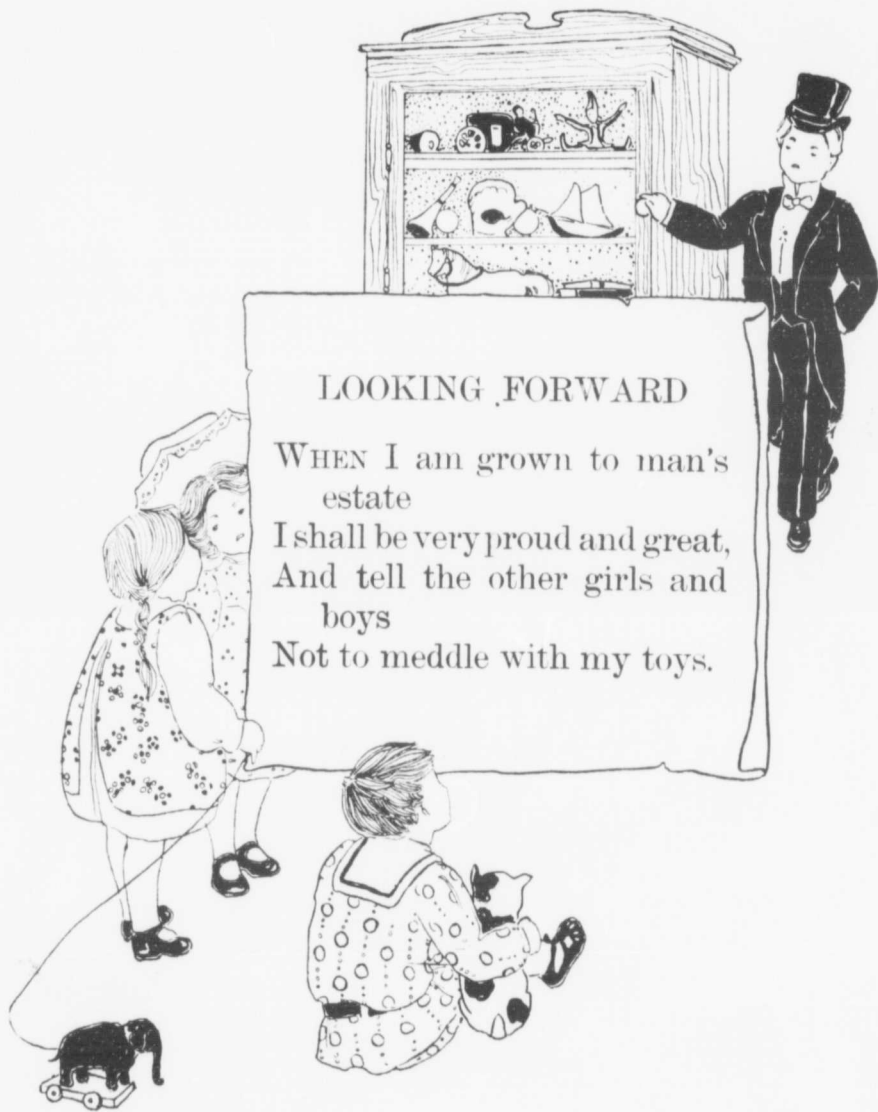 LOOKING FORWARD
WHEN I am grown to man's
estate
I shall be very proud and great,
And tell the other girls and
boys
Not to meddle with my toys.